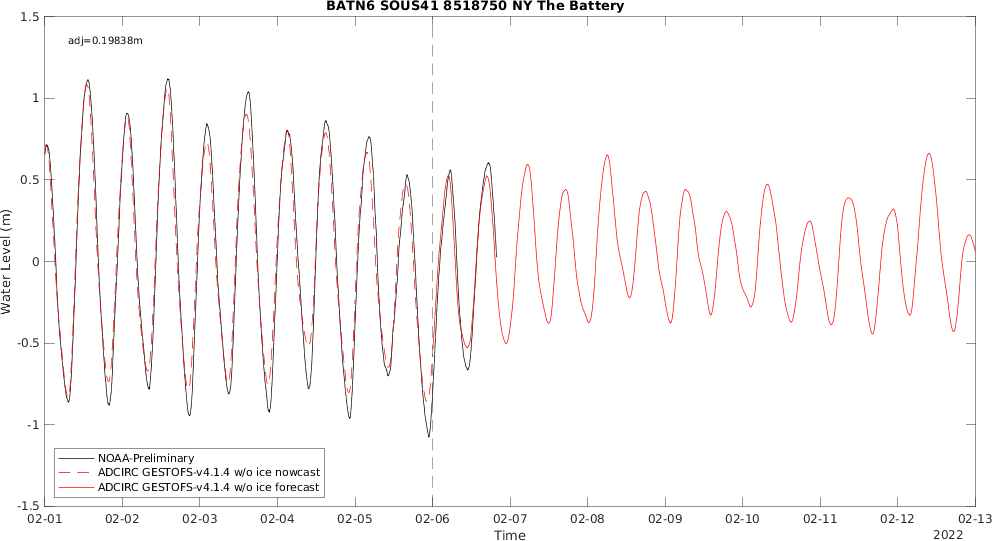 BATN6 SOUS41 8518750 NY The Battery
adj=0.19838m
1.5
1
0.5
0
-0.5
-1
-1.5
Water Level (m)
NOAA-Preliminary
ADCIRC GESTOFS-v4.1.4 w/o ice nowcast
ADCIRC GESTOFS-v4.1.4 w/o ice forecast
02-01 02-02 02-03 02-04 02-05 02-06 02-07 02-08 02-09 02-10 02-11 02-12 02-13
Time
2022